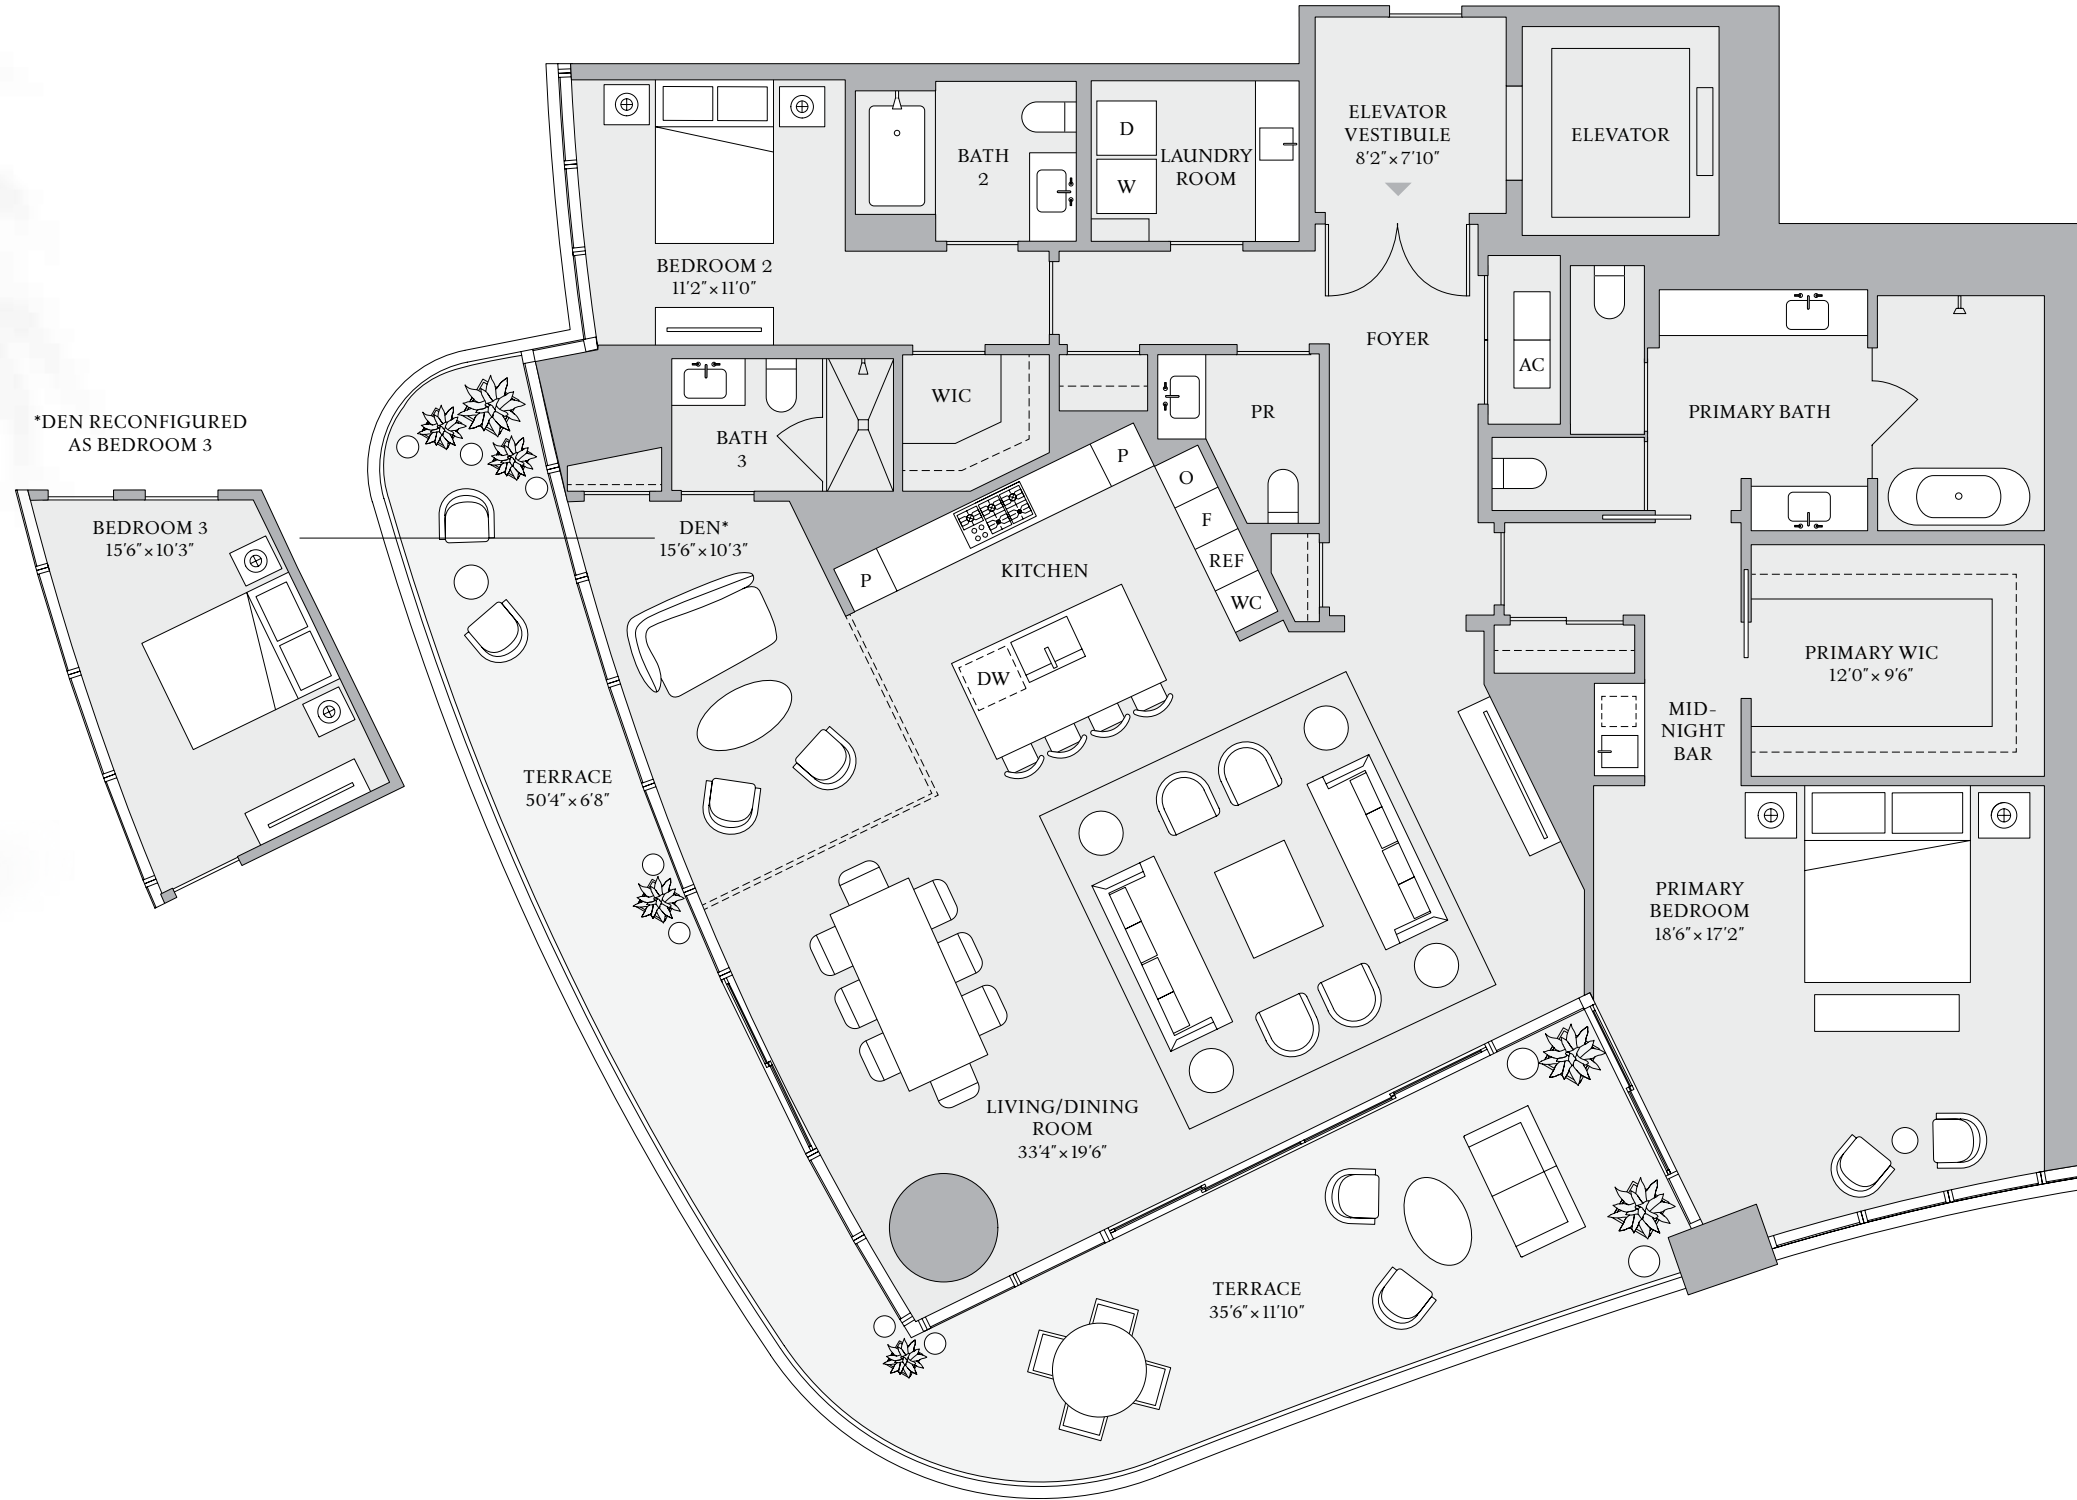 ELEVATOR
VESTIBULE
8'2"×7'10"
ELEVATOR
D
W
LAUNDRY
ROOM
BATH
2
BEDROOM 2
11'2"×11'0"
FOYER
AC
PRIMARY BATH
WIC
PR
BATH
3
*DEN RECONFIGURED
AS BEDROOM 3
BEDROOM 3
15'6"×10'3"
DEN*
15'6"×10'3"
P
P
KITCHEN
O
F
REF
WC
DW
PRIMARY WIC
12'0"×9'6"
MID-
NIGHT
BAR
TERRACE
50'4"×6'8"
PRIMARY
BEDROOM
18'6"×17'2"
LIVING/DINING
ROOM
33'4"×19'6"
TERRACE
35'6"×11'10"